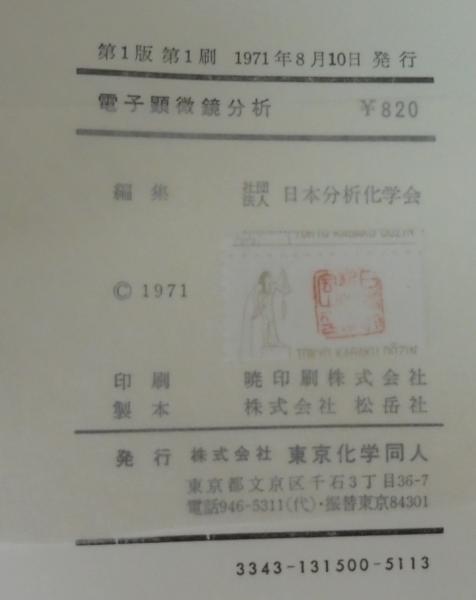 第1版 第1刷 1971年8月10日 発行
電子顕微鏡分析 ¥820
編集 社団法人 日本分析化学会
TOKYO KAGAKU DOZIN
© 1971
TOKYO KAGAKU DOZIN
印刷 暁印刷株式会社
製本 株式会社 松岳社
発行 株式会社 東京化学同人
東京都文京区千石3丁目36-7
電話946-5311(代)・振替東京84301
3343-131500-5113